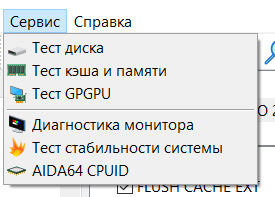 Сервис Справка
Тест диска
Тест кэша и памяти
Тест GPGPU
Диагностика монитора
Тест стабильности системы
AIDA64 CPUID
FLUSH CACHE EXT